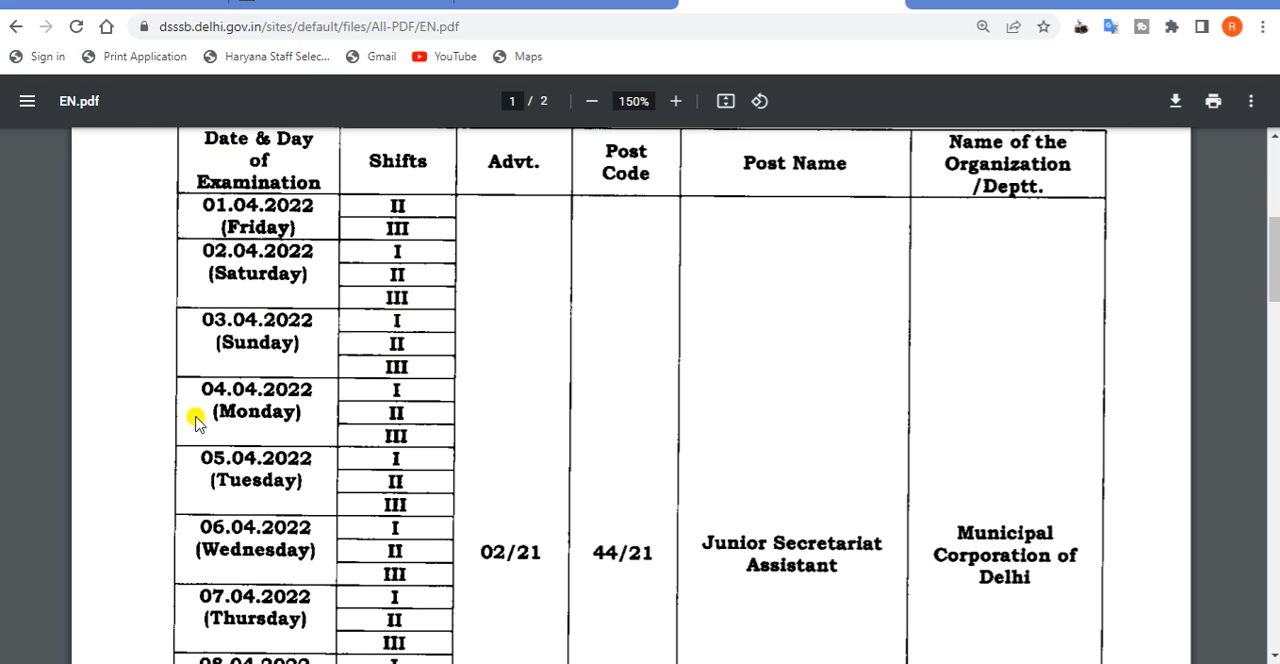 dsssb.delhi.gov.in/sites/default/files/All-PDF/EN.pdf
R
Sign in
Print Application
Haryana Staff Selec...
Gmail
YouTube
Maps
EN.pdf
1 / 2
150%
Date & Day of Examination
Shifts
Advt.
Post Code
Post Name
Name of the Organization /Deptt.
01.04.2022
(Friday)
II
III
02.04.2022
(Saturday)
I
II
III
03.04.2022
(Sunday)
I
II
III
04.04.2022
(Monday)
I
II
III
05.04.2022
(Tuesday)
I
II
III
06.04.2022
(Wednesday)
I
II
III
02/21
44/21
Junior Secretariat
Assistant
Municipal
Corporation of
Delhi
07.04.2022
(Thursday)
I
II
III
08.04.2022
I